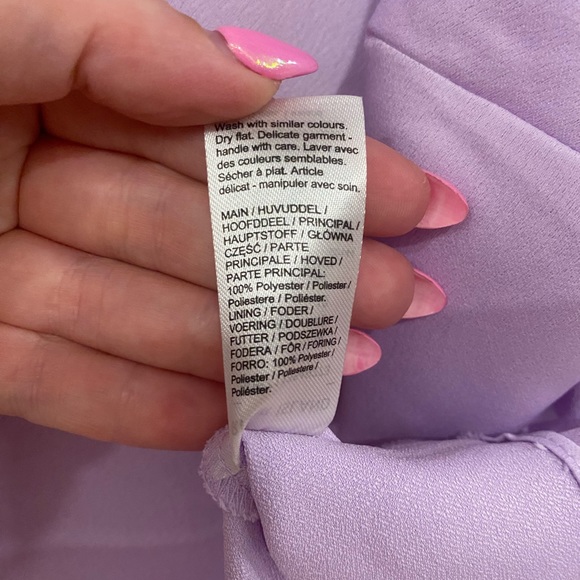 Wash with similar colours.
Dry flat. Delicate garment -
handle with care. Laver avec
des couleurs semblables.
Sécher à plat. Article
délicat - manipuler avec soin.
MAIN / HUVUDDEL /
HOOFDDEEL / PRINCIPAL /
HAUPTSTOFF / GŁÓWNA
CZĘŚĆ / PARTE
PRINCIPALE / HOVED /
PARTE PRINCIPAL:
100% Polyester / Poliester /
Poliestere / Poliéster.
LINING / FODER /
VOERING / DOUBLURE /
FUTTER / PODSZEWKA /
FODERA / FÔR / FORING /
FORRO: 100% Polyester /
Poliester / Poliestere /
Poliéster.